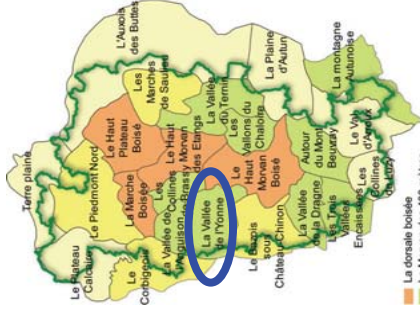 L'Auxois
des Buttes
Terre plaine
Les
Marches
de Saulieu
La Plaine
d'Autun
La montagne
Autunoise
Le Piedmont Nord
Le Haut
Plateau
Boisé
La Vallée
du Ternin
Le Haut
Morvan
des Etangs
Les
Vallons du
Chaloire
Le Plateau
Calcaire
La Marche
Boisée
Les
Collines
de Brassy
Le
Haut
Morvan
Boisé
Autour
du Mont
Beuvray
Le Val
d'Arroux
Le
Corbigeois
La Vallée de
l'Anguison
La Vallée
de l'Yonne
La Vallée
de la Dragne
Les
Collines
de Luzy
Le Bazois
sous
Château-Chinon
Les Trois
Vallées
Encaissées
La dorsale boisée